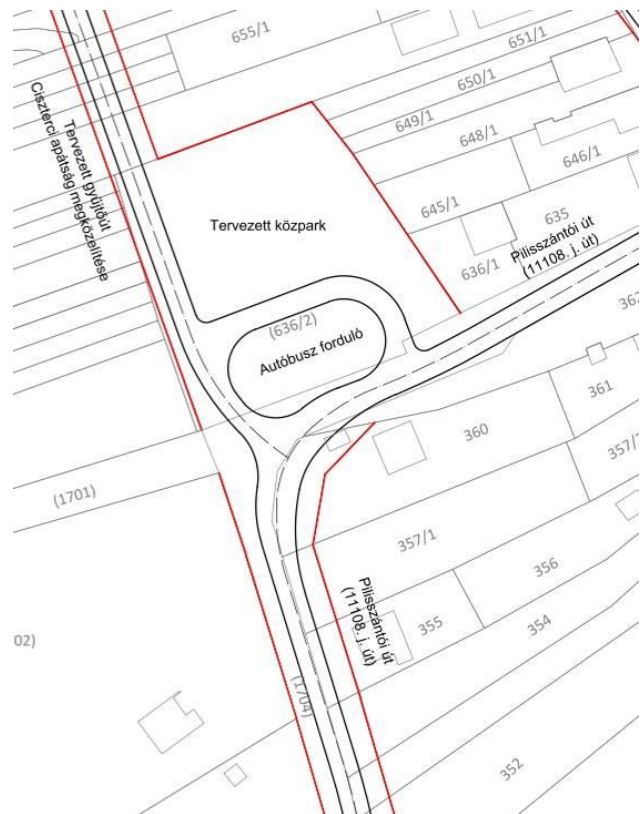 655/1
651/1
650/1
649/1
648/1
646/1
Tervezett gyűjtőút
Ciszterci apátság megközelítése
Tervezett közpark
645/1
635
636/1
Pilisszántói út
(11108. j. út)
(636/2)
Autóbusz forduló
362
361
360
357/1
(1701)
357/1
356
Pilisszántói út
(11108. j. út)
355
354
02)
(1704)
352